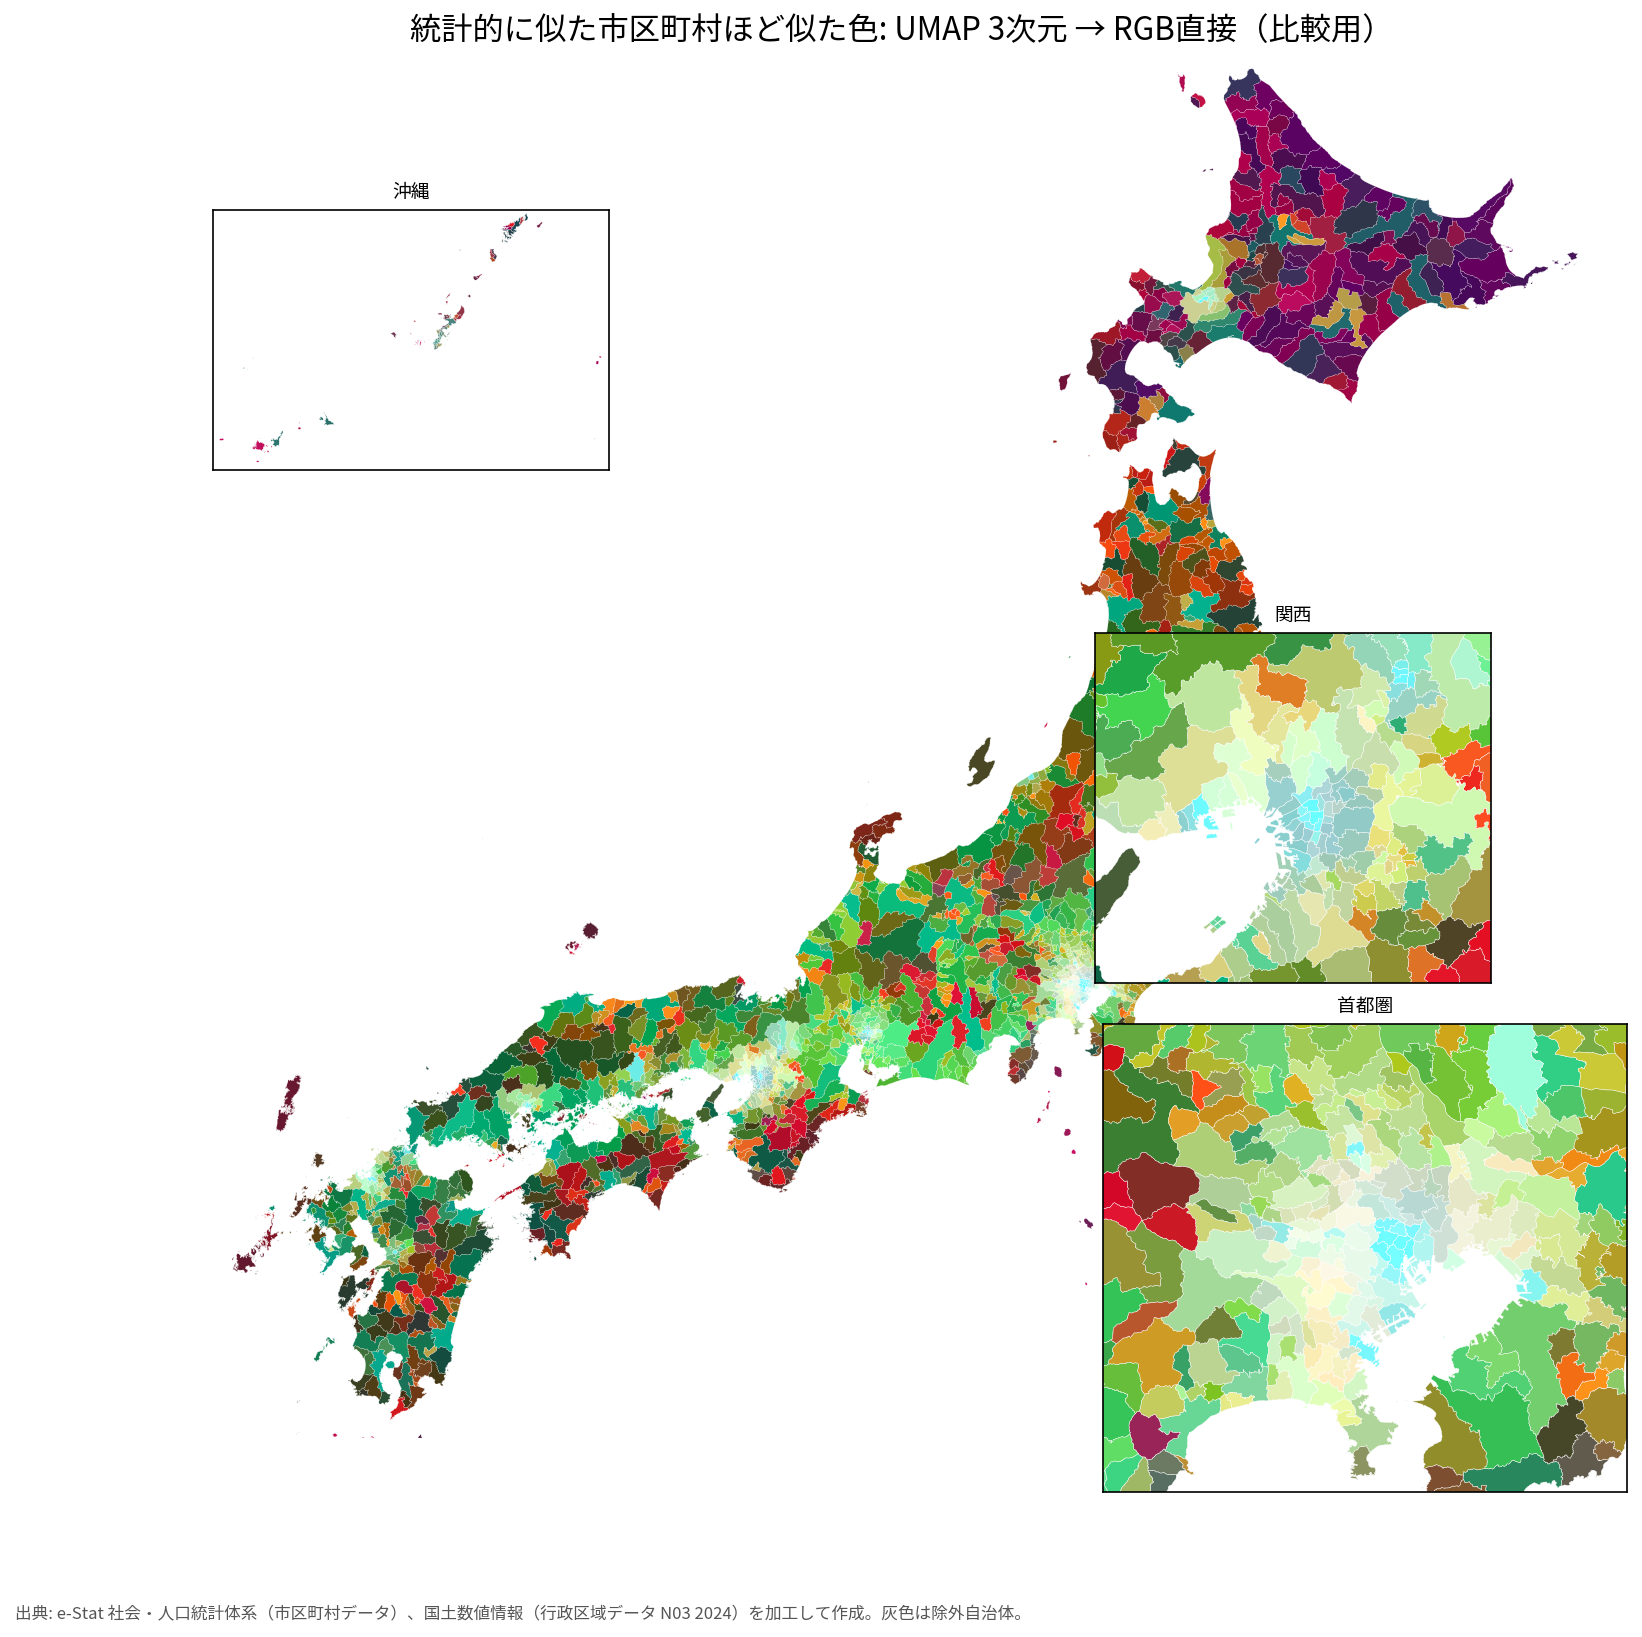 統計的に似た市区町村ほど似た色: UMAP 3次元 → RGB直接（比較用）
沖縄
関西
首都圏
出典: e-Stat 社会・人口統計体系（市区町村データ）、国土数値情報（行政区域データ N03 2024）を加工して作成。灰色は除外自治体。